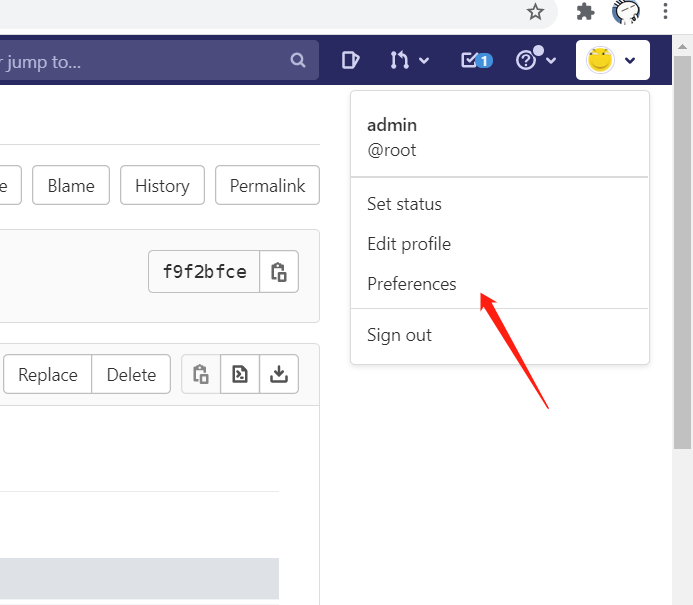 r jump to...
1
admin
@root
e
Blame
History
Permalink
Set status
Edit profile
Preferences
f9f2bfce
Sign out
Replace
Delete